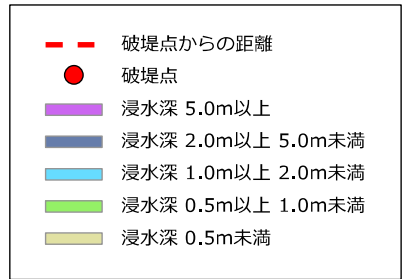 破堤点からの距離
破堤点
浸水深 5.0m以上
浸水深 2.0m以上 5.0m未満
浸水深 1.0m以上 2.0m未満
浸水深 0.5m以上 1.0m未満
浸水深 0.5m未満